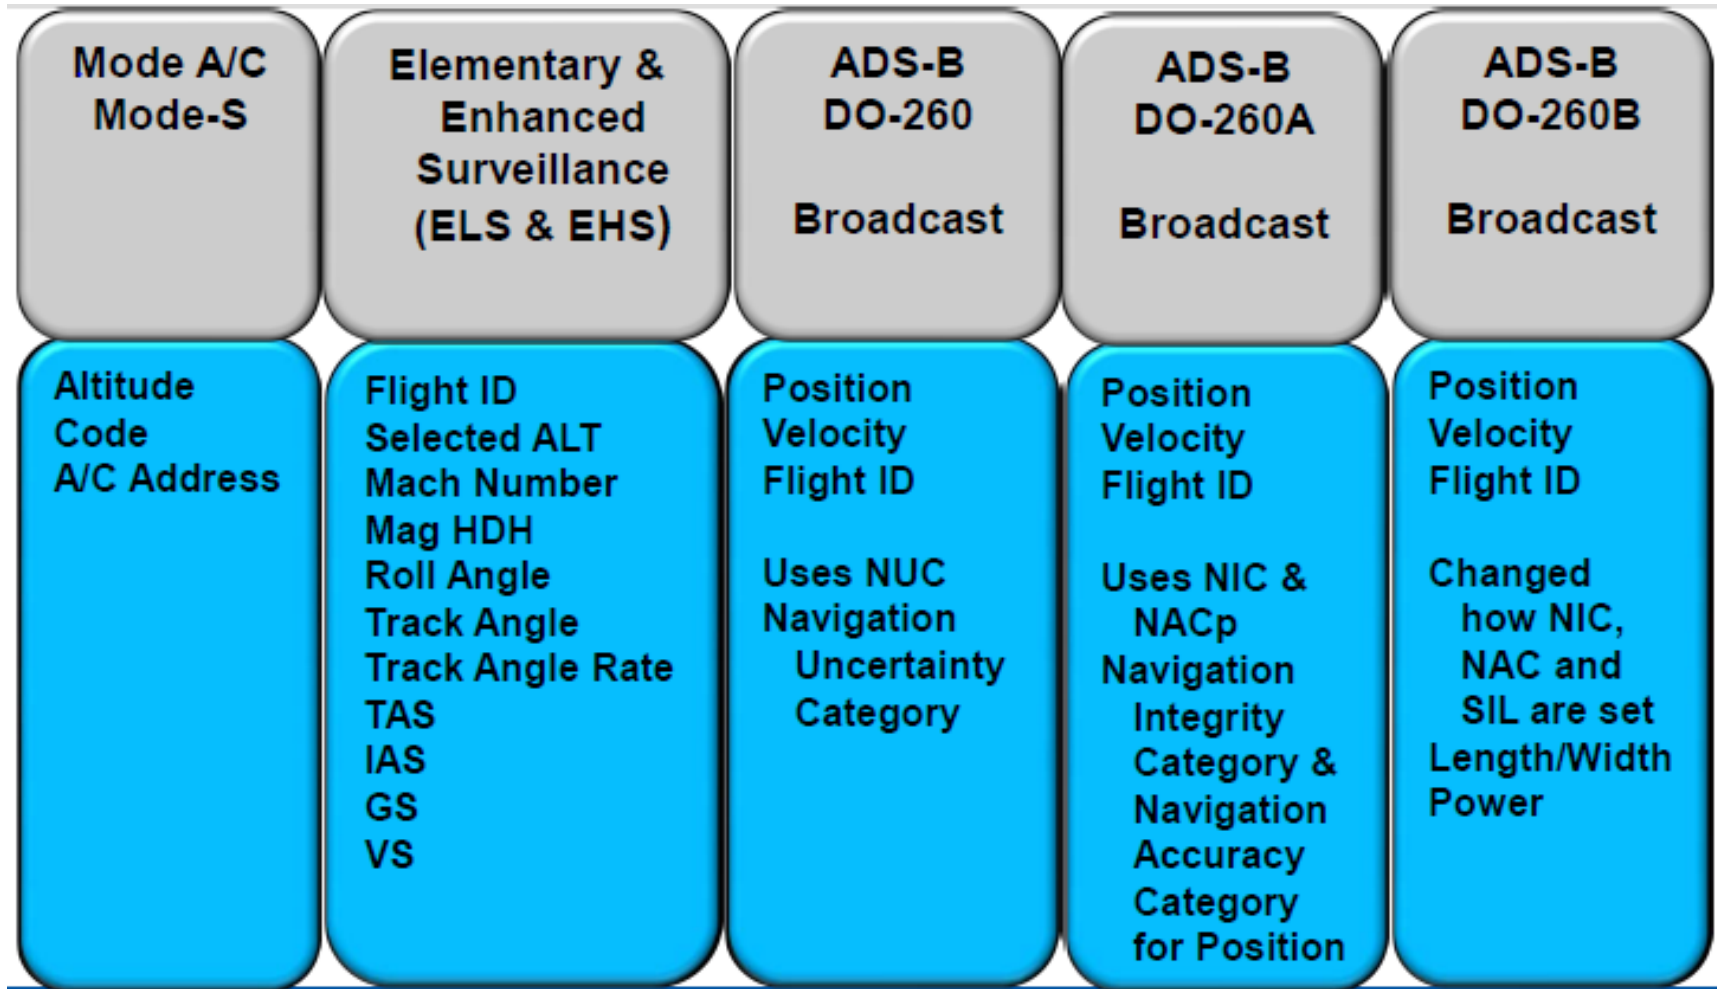 Mode A/C
Mode-S
Elementary &
Enhanced
Surveillance
(ELS & EHS)
ADS-B
DO-260
Broadcast
ADS-B
DO-260A
Broadcast
ADS-B
DO-260B
Broadcast
Altitude
Code
A/C Address
Flight ID
Selected ALT
Mach Number
Mag HDH
Roll Angle
Track Angle
Track Angle Rate
TAS
IAS
GS
VS
Position
Velocity
Flight ID
Uses NUC
Navigation
Uncertainty
Category
Position
Velocity
Flight ID
Uses NIC &
NACp
Navigation
Integrity
Category &
Navigation
Accuracy
Category
for Position
Position
Velocity
Flight ID
Changed
how NIC,
NAC and
SIL are set
Length/Width
Power